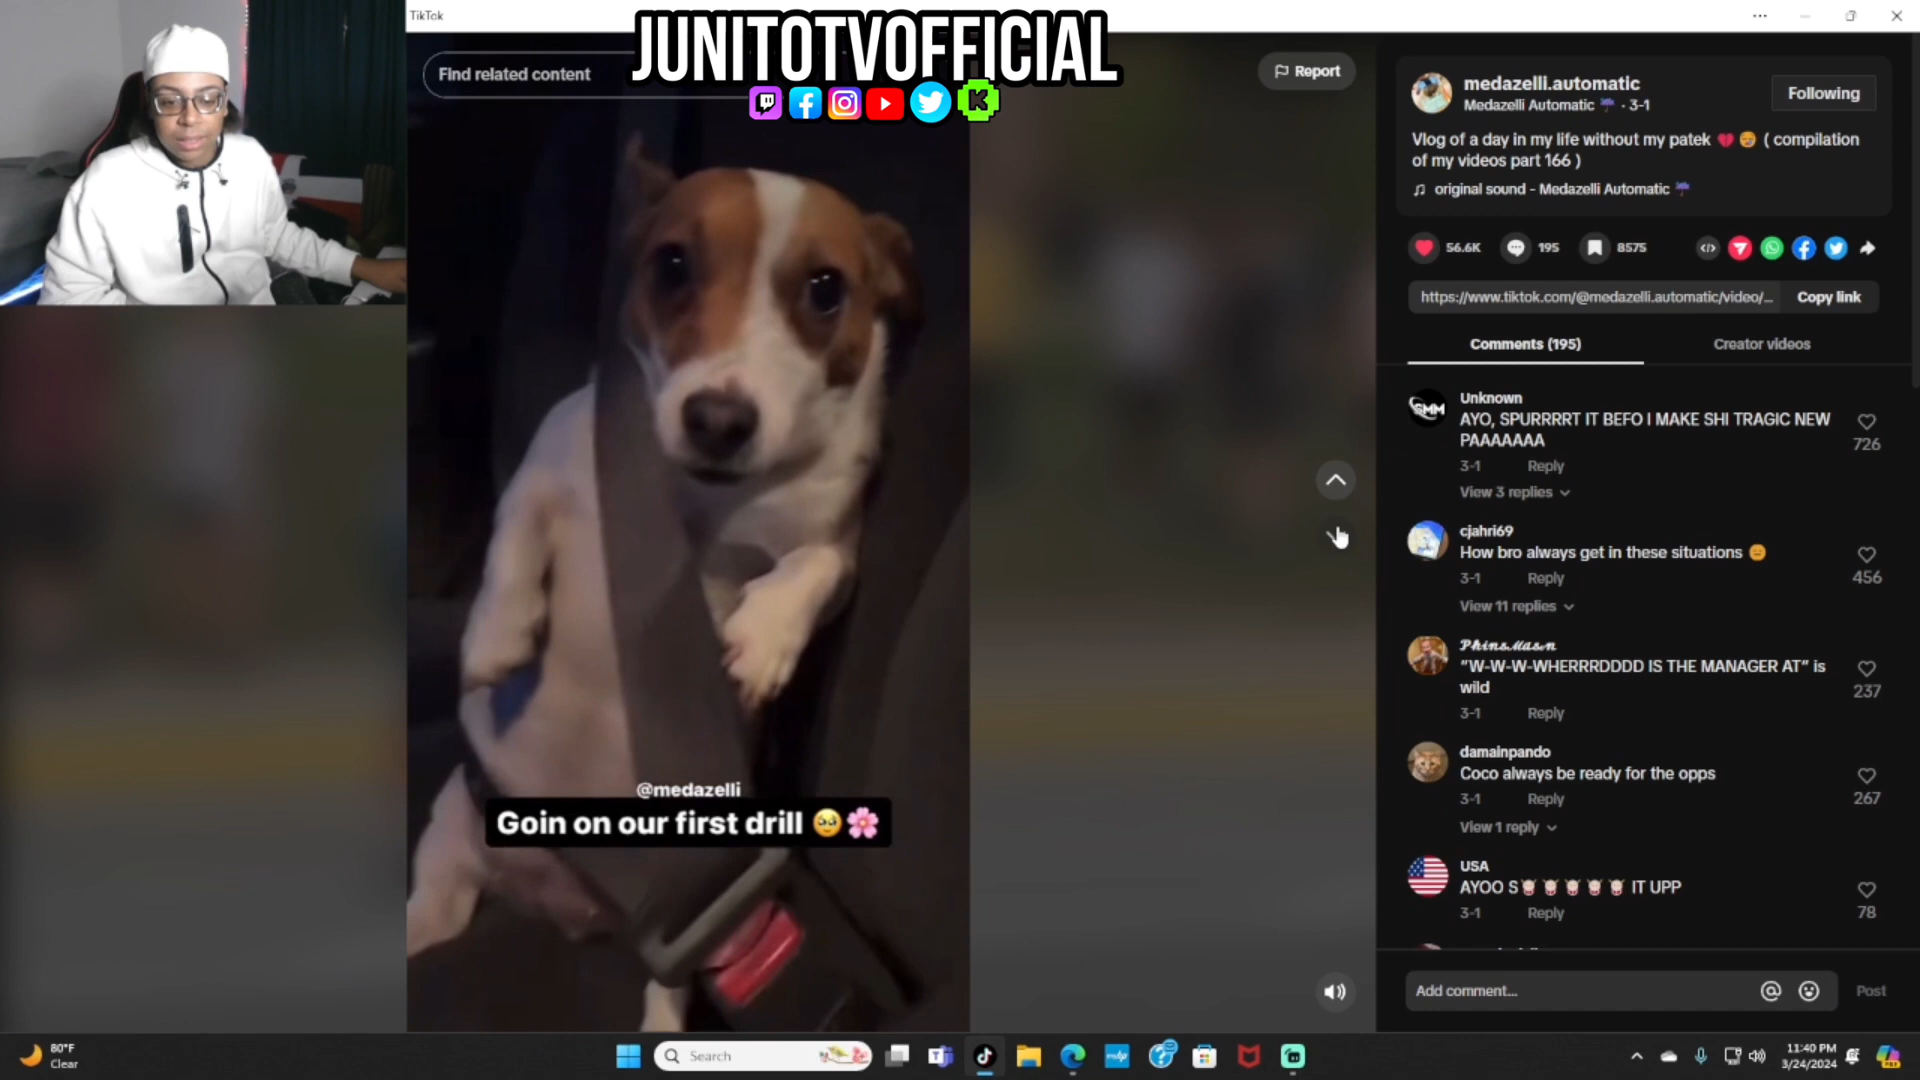 TikTok
JUNITOTVOFFICIAL
Find related content
Report
@medazelli
Goin on our first drill 🥹🌸
medazelli.automatic
Medazelli Automatic ☔ · 3-1
Following
Vlog of a day in my life without my patek 💔 😔 ( compilation
of my videos part 166 )
original sound - Medazelli Automatic ☔
56.6K
195
8575
https://www.tiktok.com/@medazelli.automatic/video/...
Copy link
Comments (195)
Creator videos
SMM
Unknown
AYO, SPURRRRT IT BEFO I MAKE SHI TRAGIC NEW
PAAAAAAA
726
3-1 Reply
View 3 replies
cjahri69
How bro always get in these situations 😑
456
3-1 Reply
View 11 replies
𝓟𝓱𝓲𝓷𝓼𝓜𝓪𝓼𝓸𝓷
“W-W-W-WHERRRDDDD IS THE MANAGER AT” is
wild
237
3-1 Reply
damainpando
Coco always be ready for the opps
267
3-1 Reply
View 1 reply
USA
AYOO S🐮🐮🐮🐮🐮 IT UPP
78
3-1 Reply
Add comment...
Post
80°F
Clear
Search
11:40 PM
3/24/2024